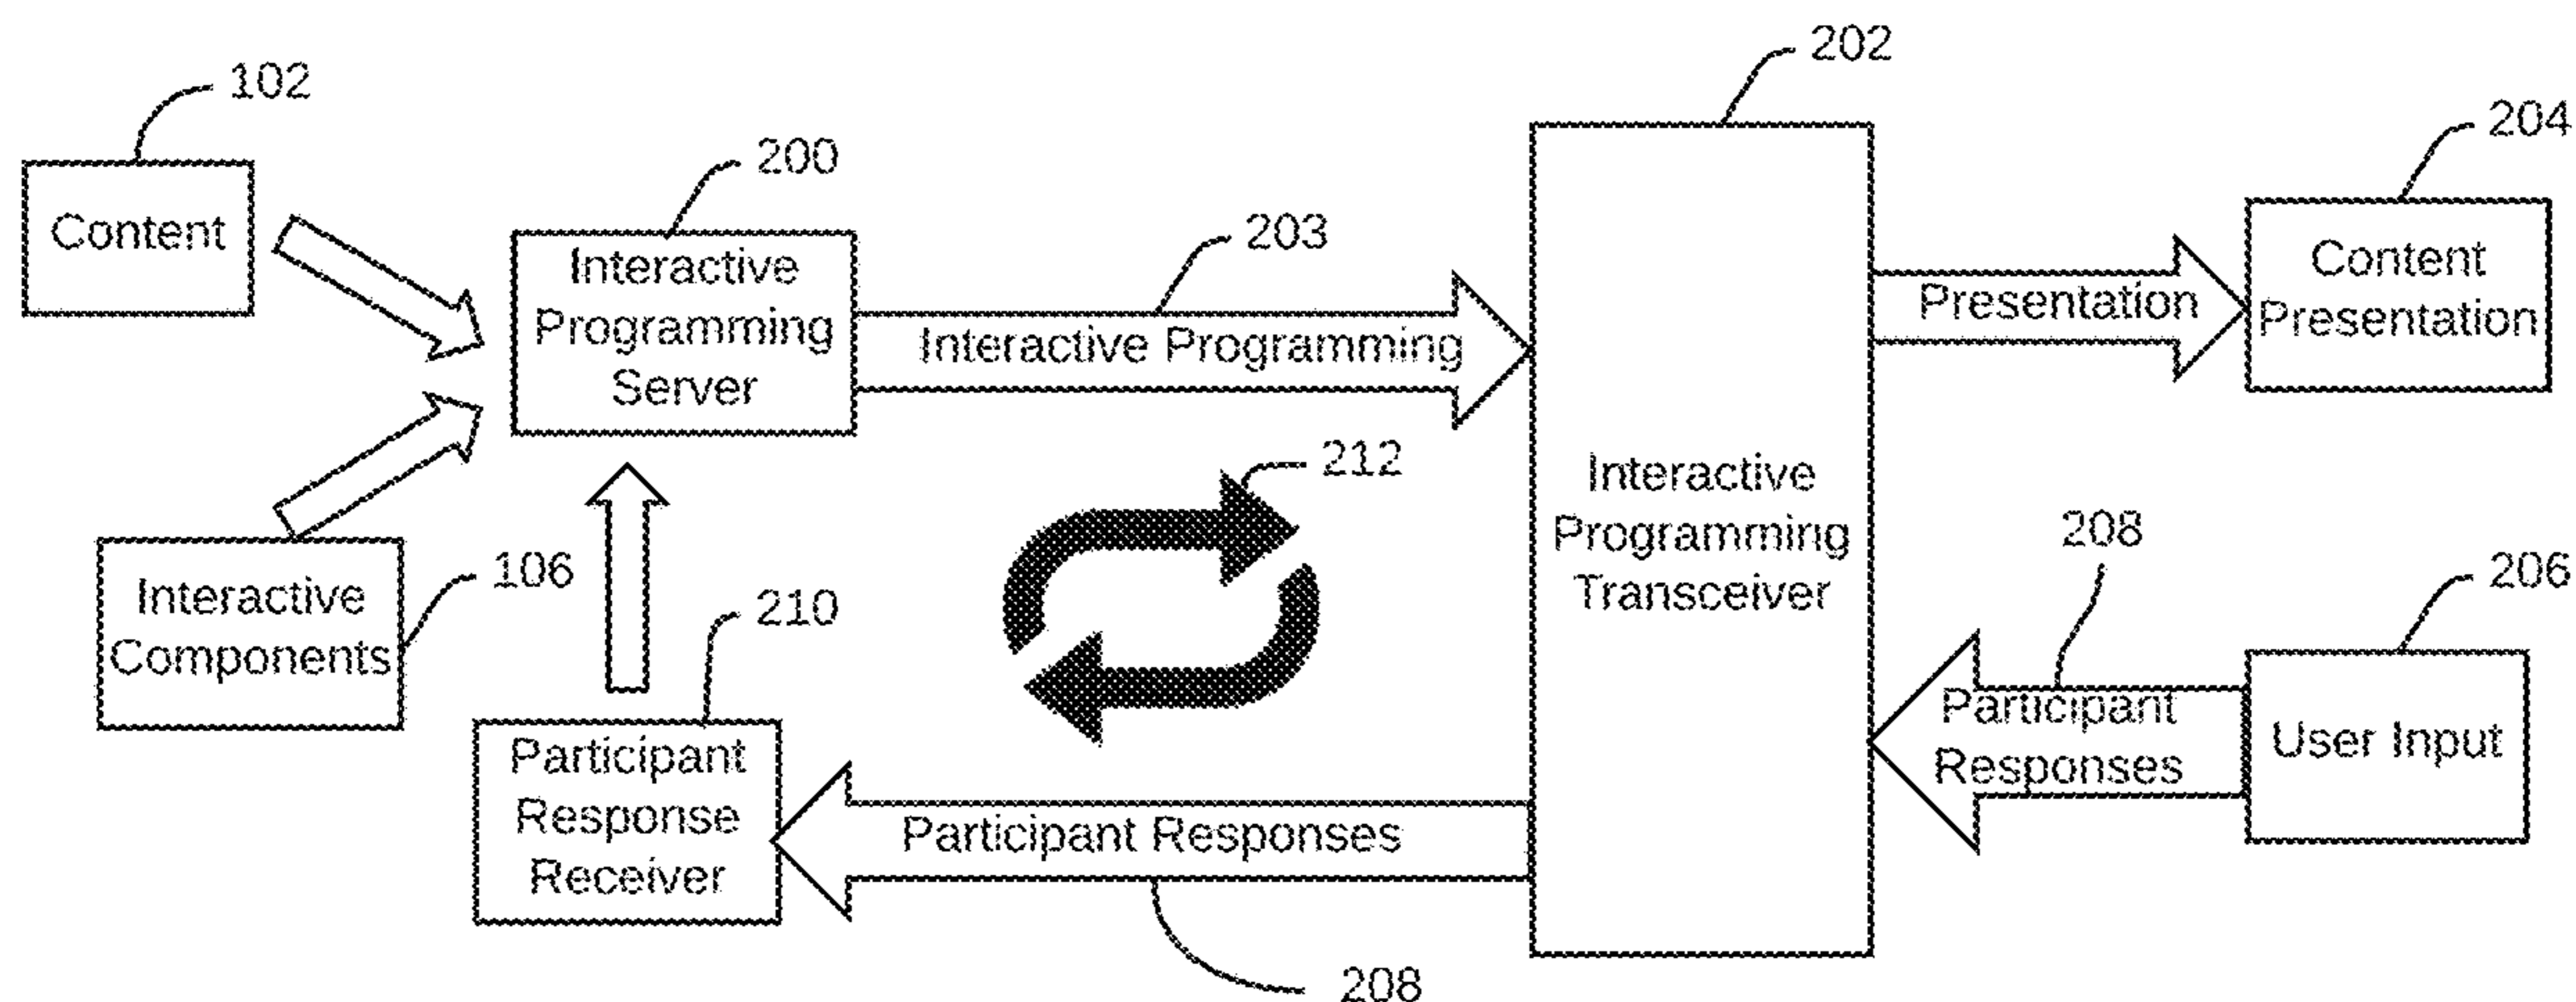 102
Content
200
Interactive
Programming
Server
203
Interactive Programming
202
Interactive
Programming
Transceiver
Presentation
204
Content
Presentation
Interactive
Components
106
210
Participant
Response
Receiver
212
Participant Responses
208
208
Participant
Responses
206
User Input